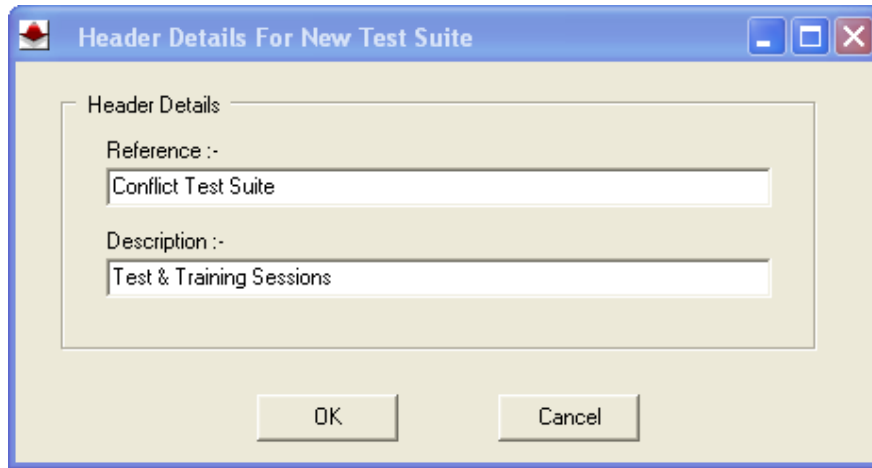 Header Details For New Test Suite
Header Details
Reference :-
Conflict Test Suite
Description :-
Test & Training Sessions
OK
Cancel